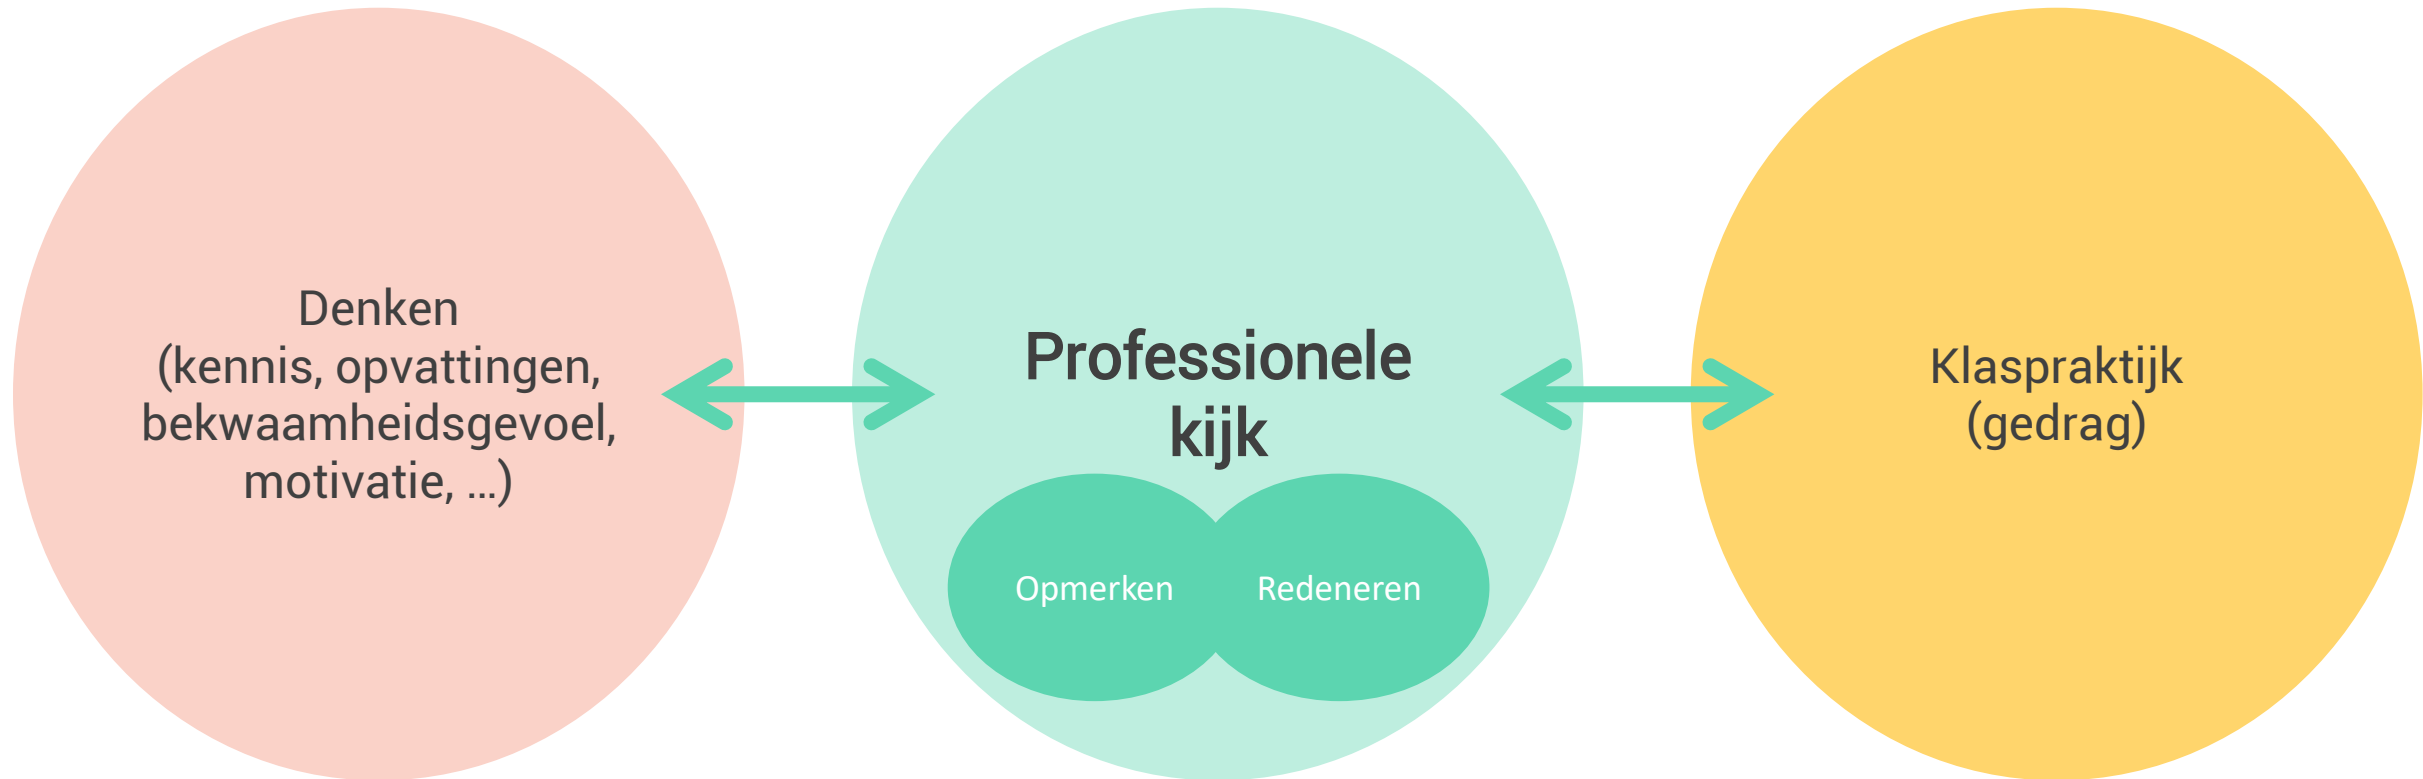 Denken
(kennis, opvattingen,
bekwaamheidsgevoel,
motivatie, ...)
Professionele
kijk
Opmerken
Redeneren
Klaspraktijk
(gedrag)